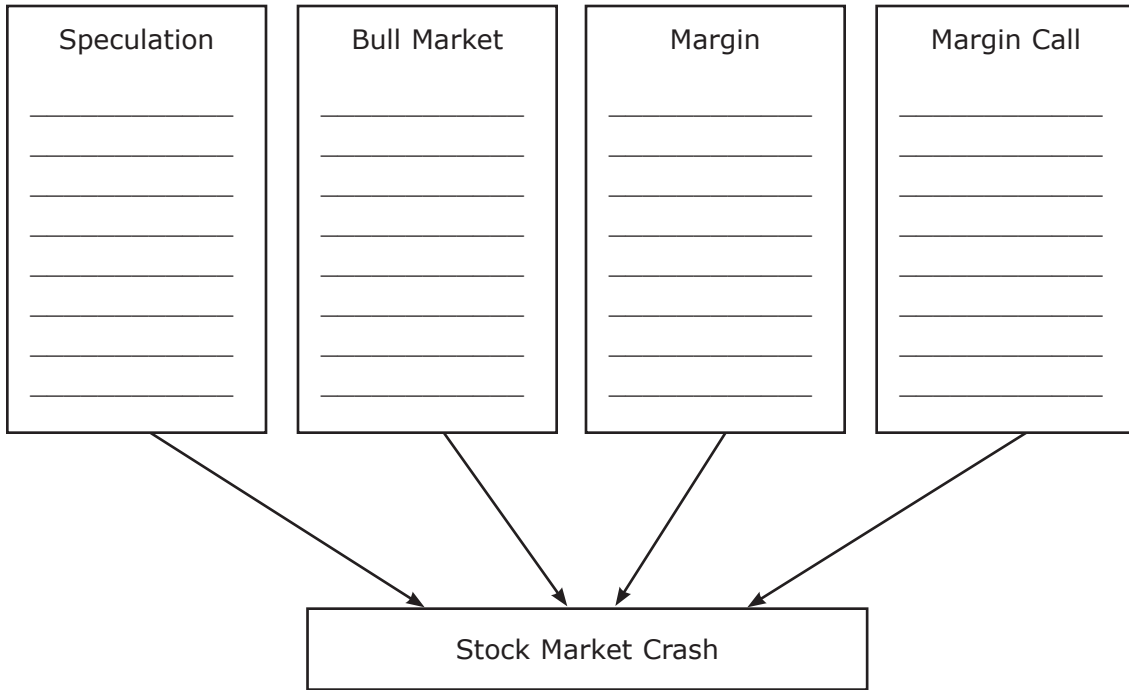 Speculation
Bull Market
Margin
Margin Call
Stock Market Crash